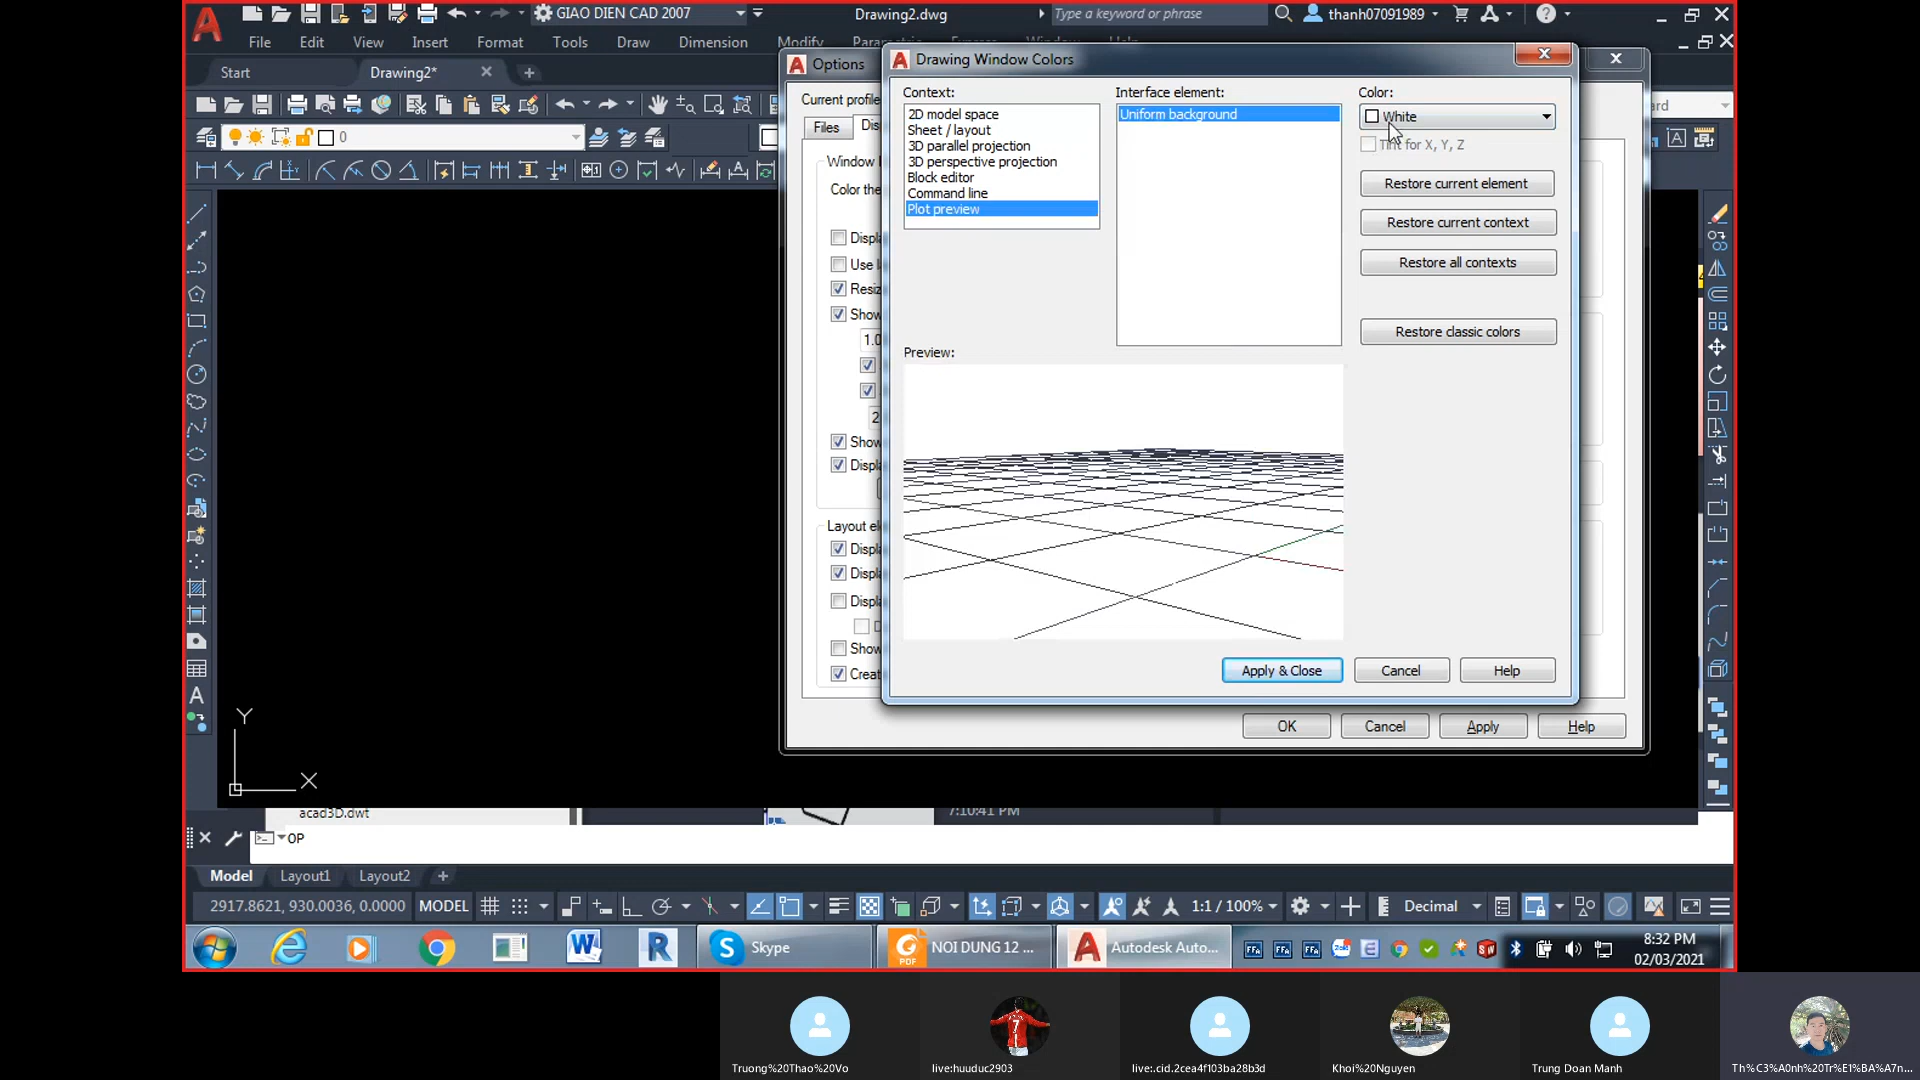 GIAO DIEN CAD 2007
Drawing2.dwg
Type a keyword or phrase
thanh07091989
File Edit View Insert Format Tools Draw Dimension Modify
Start
Drawing2*
0
Options
Current profile
Files
Color the
Layout el
Drawing Window Colors
Context:
2D model space
Sheet / layout
3D parallel projection
3D perspective projection
Block editor
Command line
Plot preview
Interface element:
Uniform background
Color:
White
Tint for X, Y, Z
Restore current element
Restore current context
Restore all contexts
Restore classic colors
Preview:
Apply & Close
Cancel
Help
OK
Cancel
Apply
Help
Y
X
acad3D.dwt
7:10:41 PM
OP
Model
Layout1
Layout2
2917.8621, 930.0036, 0.0000
MODEL
1:1 / 100%
Decimal
Skype
PDF
NOI DUNG 12 ...
Autodesk Auto...
8:32 PM
02/03/2021
Truong%20Thao%20Vo
live:huuduc2903
live:.cid.2cea4f103ba28b3d
Khoi%20Nguyen
Trung Doan Manh
Th%C3%A0nh%20Tr%E1%BA%A7n...